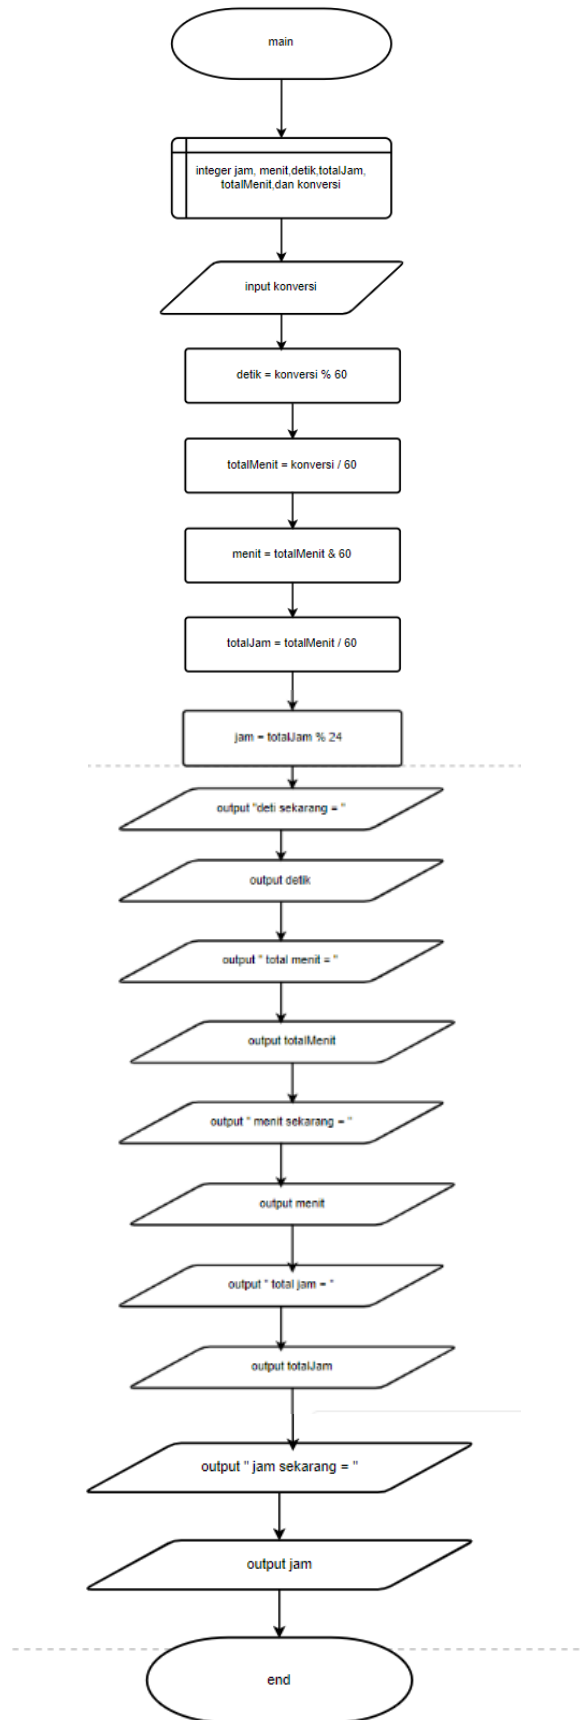 main
integer jam, menit,detik,totalJam,
totalMenit,dan konversi
input konversi
detik = konversi % 60
totalMenit = konversi / 60
menit = totalMenit & 60
totalJam = totalMenit / 60
jam = totalJam % 24
output "deti sekarang = "
output detik
output " total menit = "
output totalMenit
output " menit sekarang = "
output menit
output " total jam = "
output totalJam
output " jam sekarang = "
output jam
end